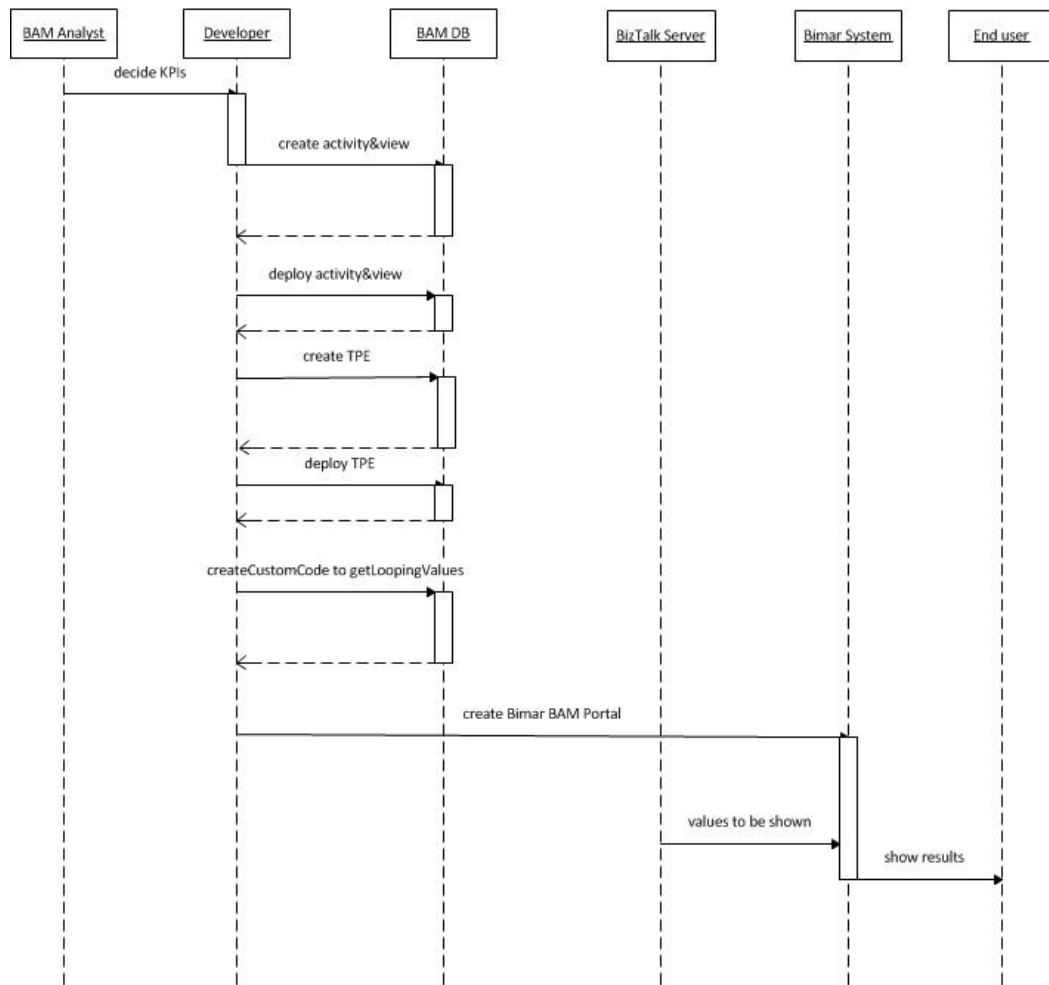 BAM Analyst
Developer
BAM DB
BizTalk Server
Bimar System
End user
decide KPIs
create activity&view
deploy activity&view
create TPE
deploy TPE
createCustomCode to getLoopingValues
create Bimar BAM Portal
values to be shown
show results